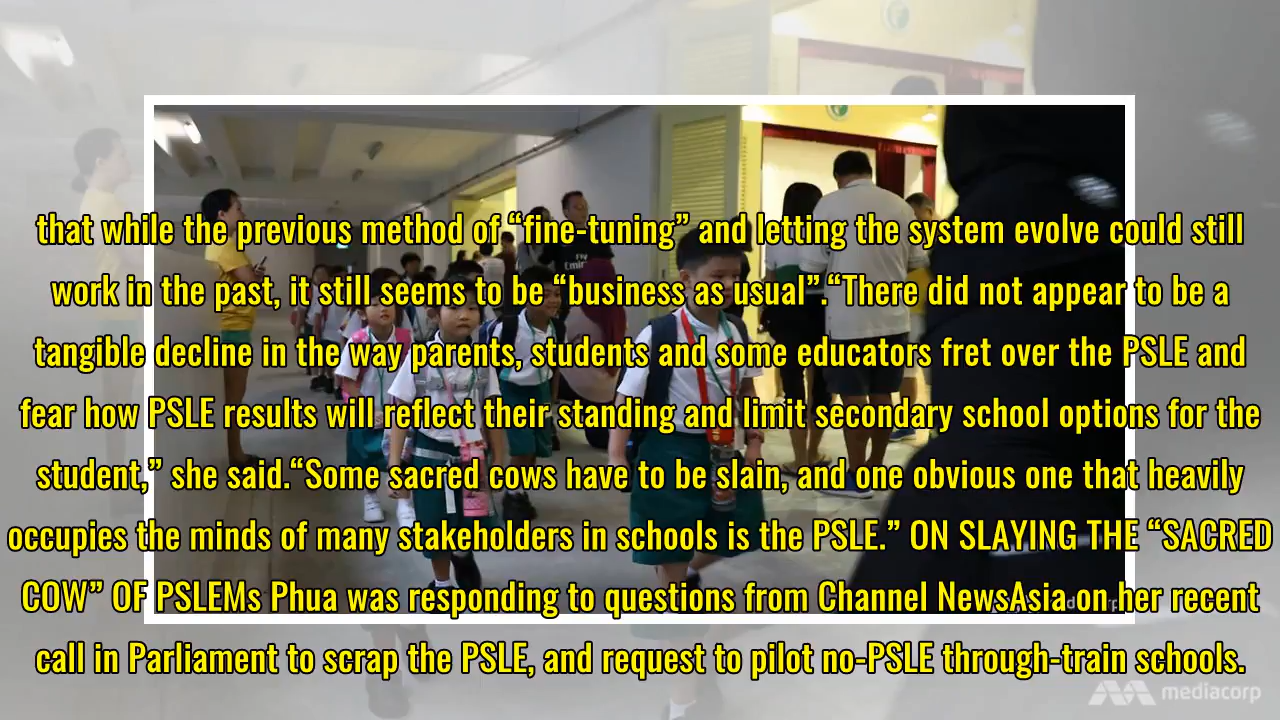 that while the previous method of “fine-tuning” and letting the system evolve could still
work in the past, it still seems to be “business as usual”.“There did not appear to be a
tangible decline in the way parents, students and some educators fret over the PSLE and
fear how PSLE results will reflect their standing and limit secondary school options for the
student,” she said.“Some sacred cows have to be slain, and one obvious one that heavily
occupies the minds of many stakeholders in schools is the PSLE.” ON SLAYING THE “SACRED
COW” OF PSLEMs Phua was responding to questions from Channel NewsAsia on her recent
call in Parliament to scrap the PSLE, and request to pilot no-PSLE through-train schools.
mediacorp